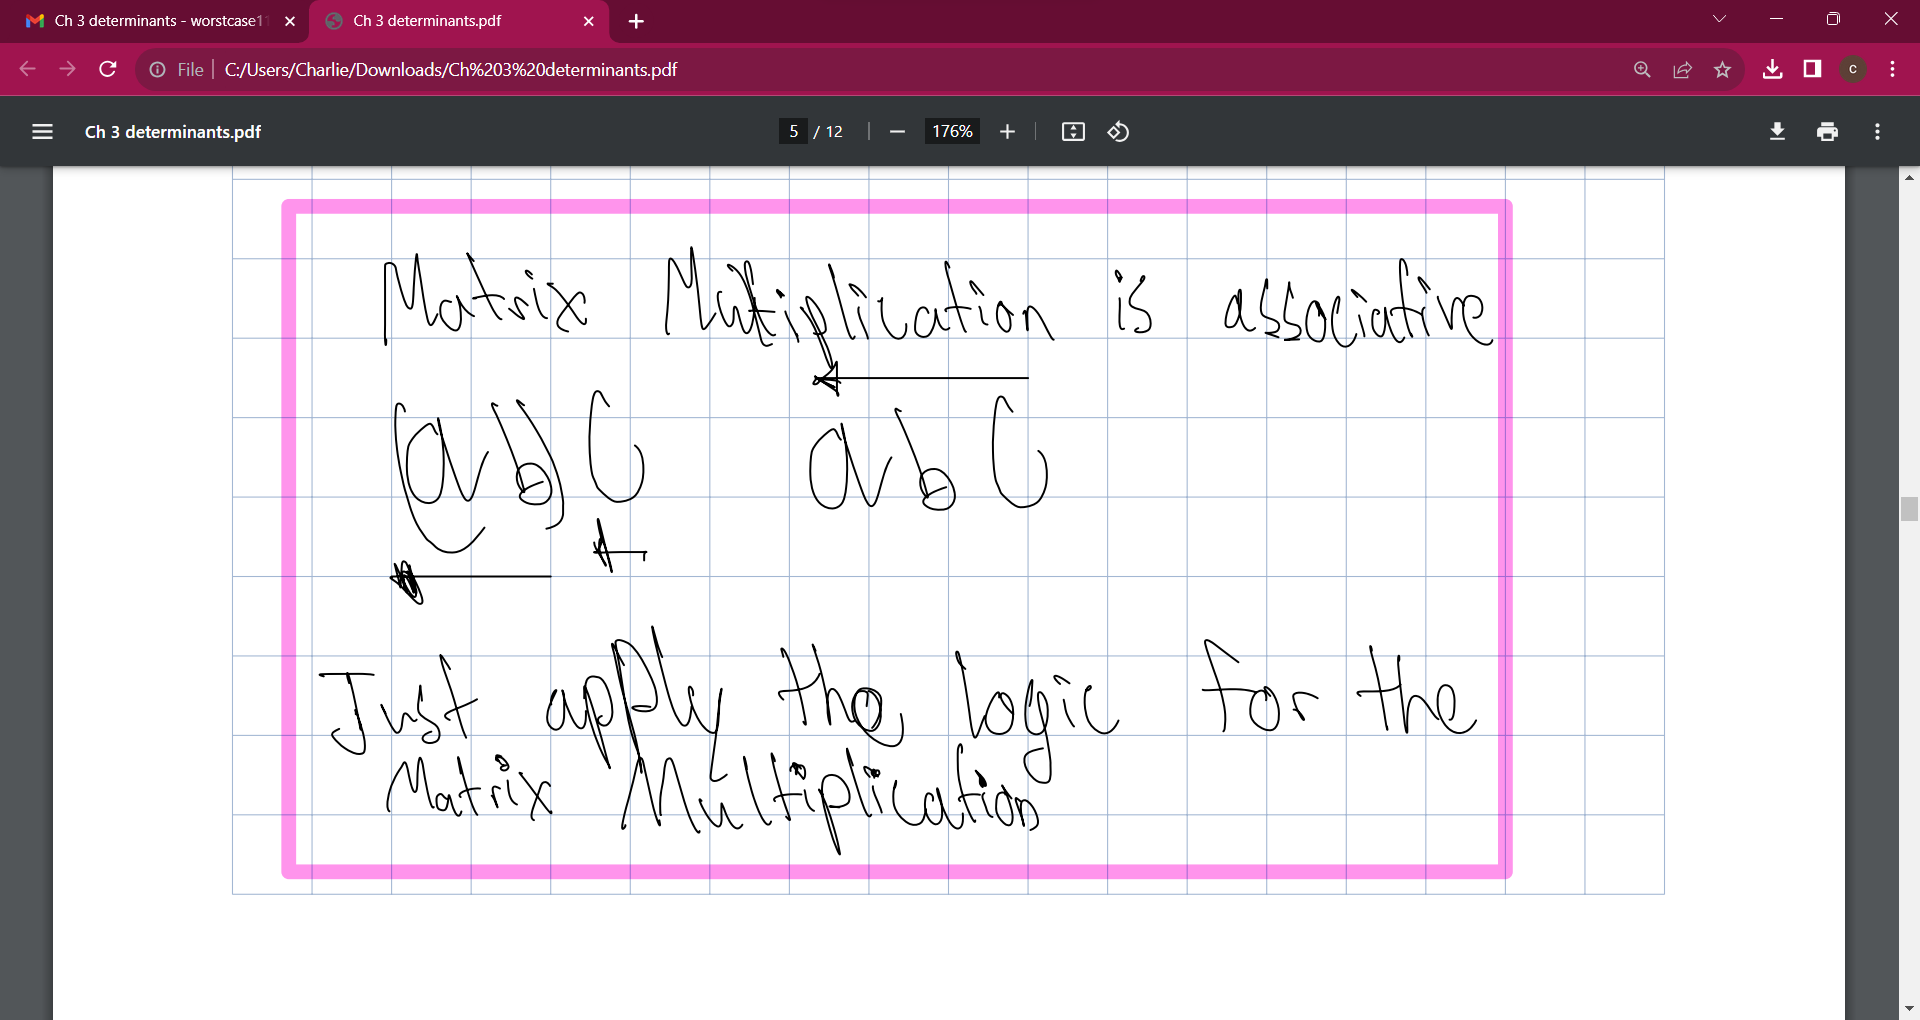 Ch 3 determinants - worstcase1
Ch 3 determinants.pdf
File
C:/Users/Charlie/Downloads/Ch%203%20determinants.pdf
c
Ch 3 determinants.pdf
5 / 12
176%
Matrix Multiplication is associative
(ab)c abc
Just apply the logic for the
Matrix Multiplication